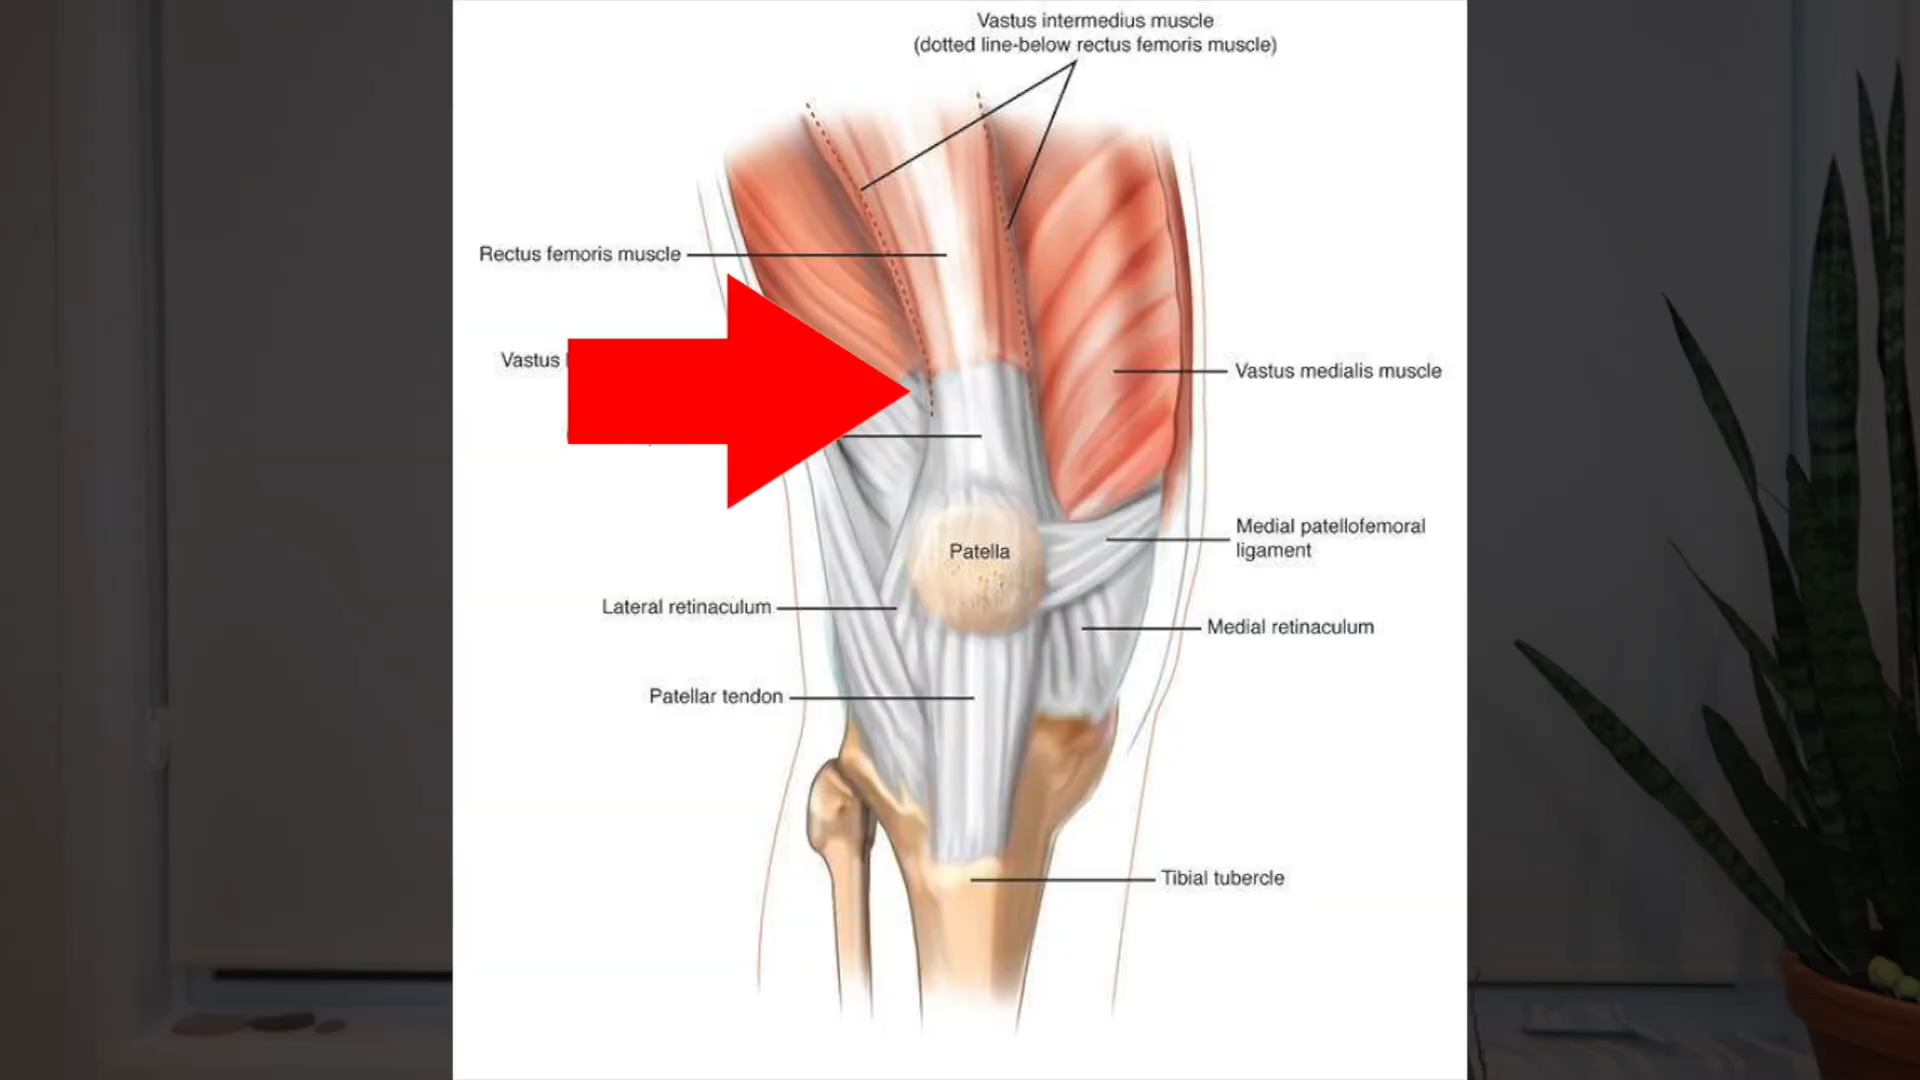 Vastus intermedius muscle
(dotted line-below rectus femoris muscle)
Rectus femoris muscle
Vastus
Vastus medialis muscle
Patella
Medial patellofemoral
ligament
Lateral retinaculum
Medial retinaculum
Patellar tendon
Tibial tubercle